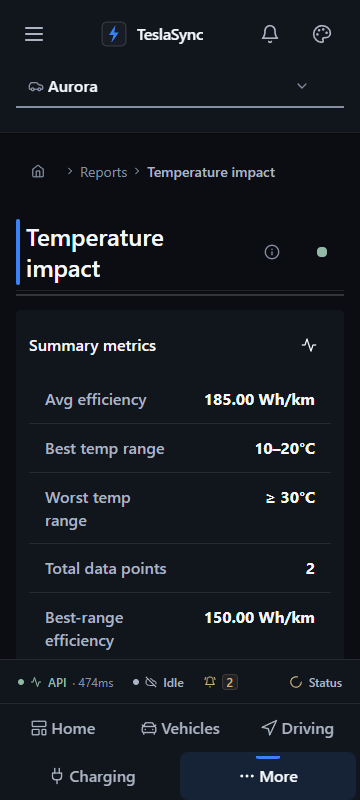 TeslaSync
Aurora
Reports
Temperature impact
Temperature
impact
Summary metrics
Avg efficiency 185.00 Wh/km
Best temp range 10–20°C
Worst temp ≥ 30°C
range
Total data points 2
Best-range 150.00 Wh/km
efficiency
API · 474ms Idle 2 Status
Home Vehicles Driving
Charging More